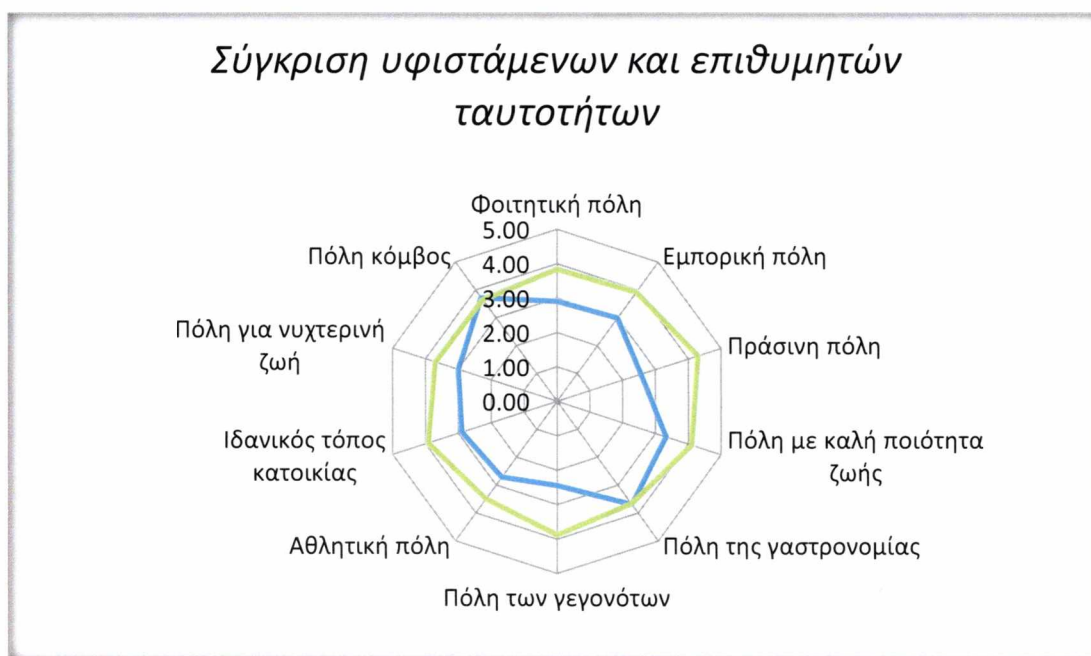 Σύγκριση υφιστάμενων και επιθυμητών
ταυτοτήτων
Φοιτητική πόλη
5.00
4.00
3.00
2.00
1.00
0.00
Εμπορική πόλη
Πράσινη πόλη
Πόλη με καλή ποιότητα
ζωής
Πόλη της γαστρονομίας
Πόλη των γεγονότων
Αθλητική πόλη
Ιδανικός τόπος
κατοικίας
Πόλη για νυχτερινή
ζωή
Πόλη κόμβος